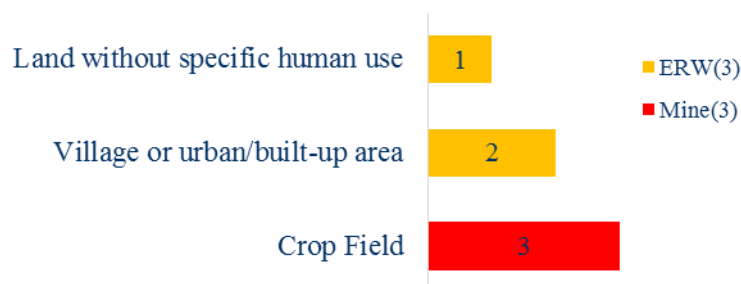 Land without specific human use
1
ERW(3)
Mine(3)
Village or urban/built-up area
2
Crop Field
3